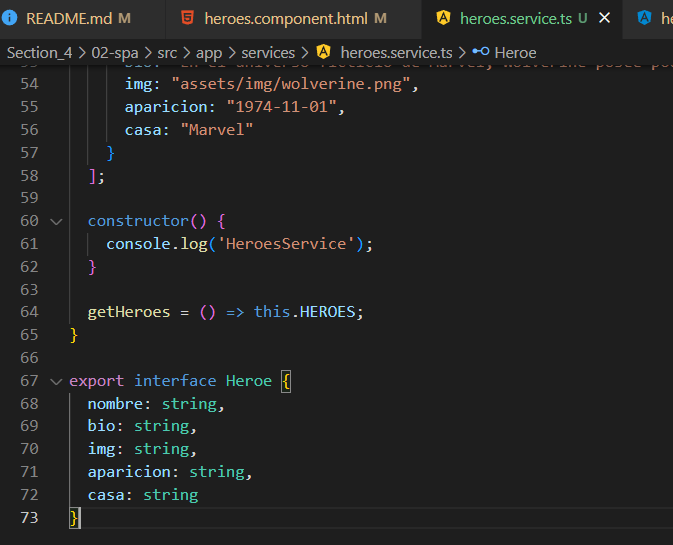 README.md M heroes.component.html M heroes.service.ts U he
Section_4 > 02-spa > src > app > services > heroes.service.ts > Heroe
54 img: "assets/img/wolverine.png",
55 aparicion: "1974-11-01",
56 casa: "Marvel"
57 }
58 ];
59
60 constructor() {
61 console.log('HeroesService');
62 }
63
64 getHeroes = () => this.HEROES;
65 }
66
67 export interface Heroe {
68 nombre: string,
69 bio: string,
70 img: string,
71 aparicion: string,
72 casa: string
73 }